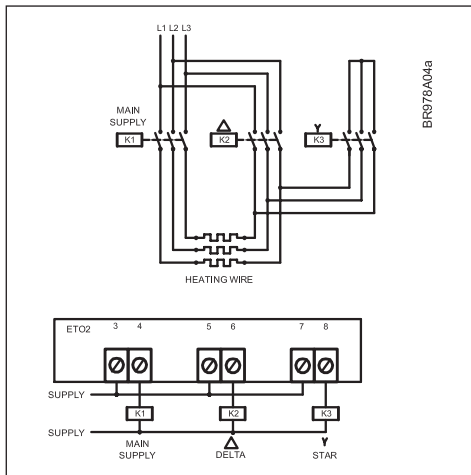 L1 L2 L3
BR978A04a
MAIN
SUPPLY
K1
K2
Y
K3
HEATING WIRE
ETO2
3 4 5 6 7 8
SUPPLY
K1 K2 K3
SUPPLY
MAIN
SUPPLY
DELTA
Y
STAR